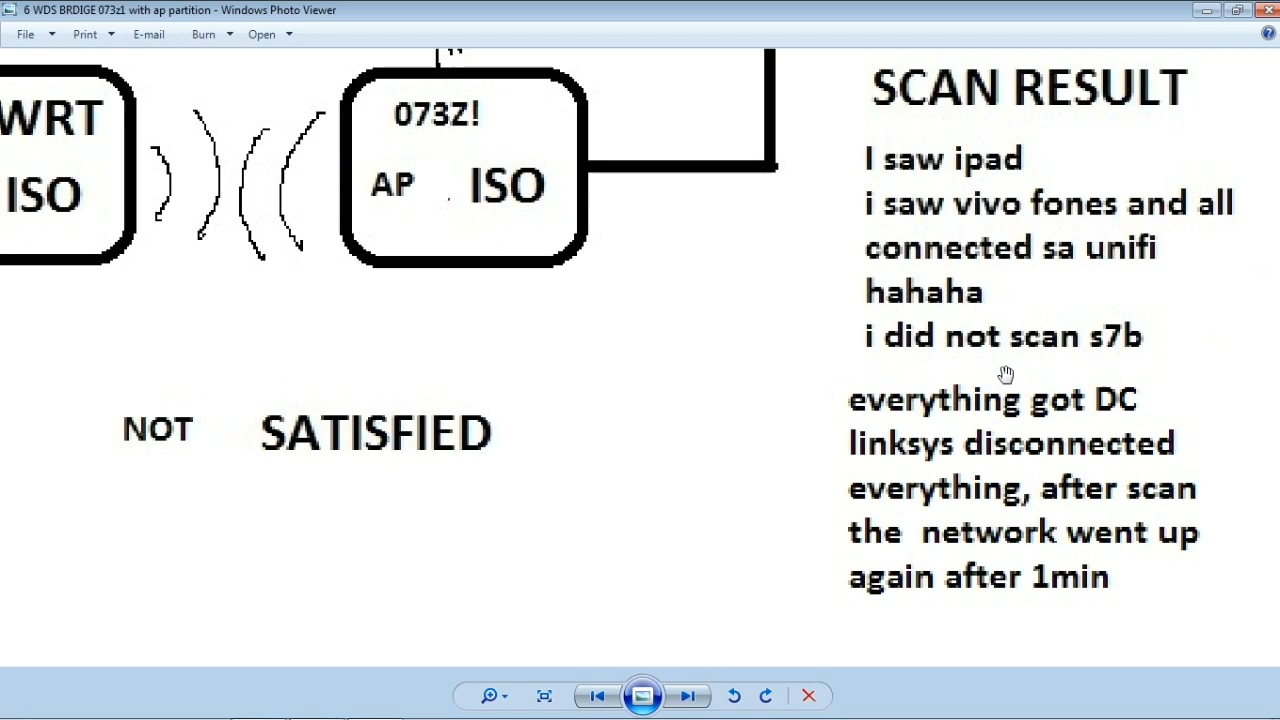 6 WDS BRDIGE 073z1 with ap partition - Windows Photo Viewer
File Print E-mail Burn Open
WRT
ISO
073Z!
AP ISO
NOT SATISFIED
SCAN RESULT
I saw ipad
i saw vivo fones and all
connected sa unifi
hahaha
i did not scan s7b
everything got DC
linksys disconnected
everything, after scan
the network went up
again after 1min